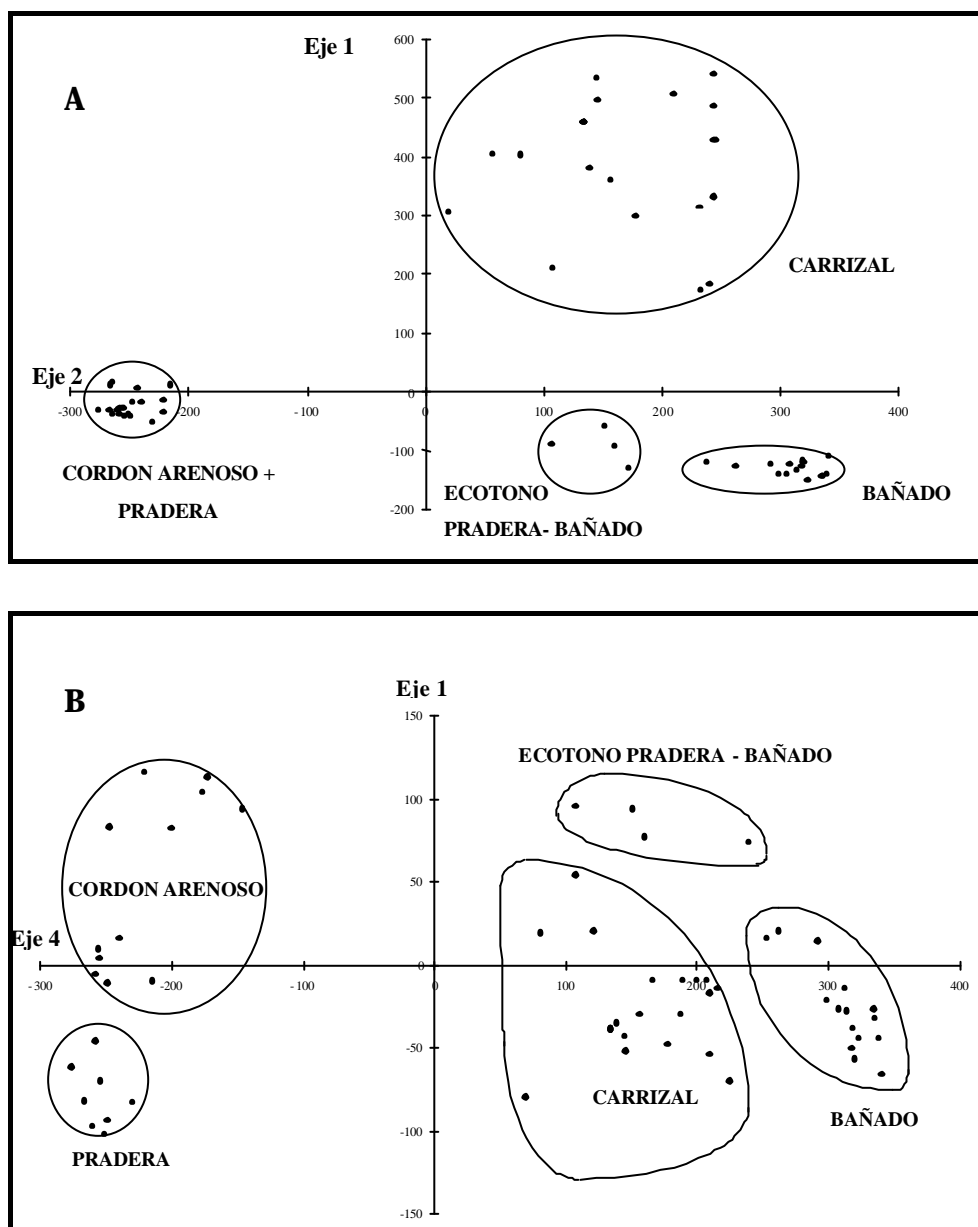 Eje 1
A
600
500
400
300
200
100
0
-100
-200
CARRIZAL
Eje 2
-300 -200 -100 0 100 200 300 400
CORDON ARENOSO +
PRADERA
ECOTONO
PRADERA- BAÑADO
BAÑADO
B
Eje 1
150
100
50
0
-50
-100
-150
ECOTONO PRADERA - BAÑADO
CORDON ARENOSO
Eje 4
-300 -200 -100 0 100 200 300 400
CARRIZAL
BAÑADO
PRADERA